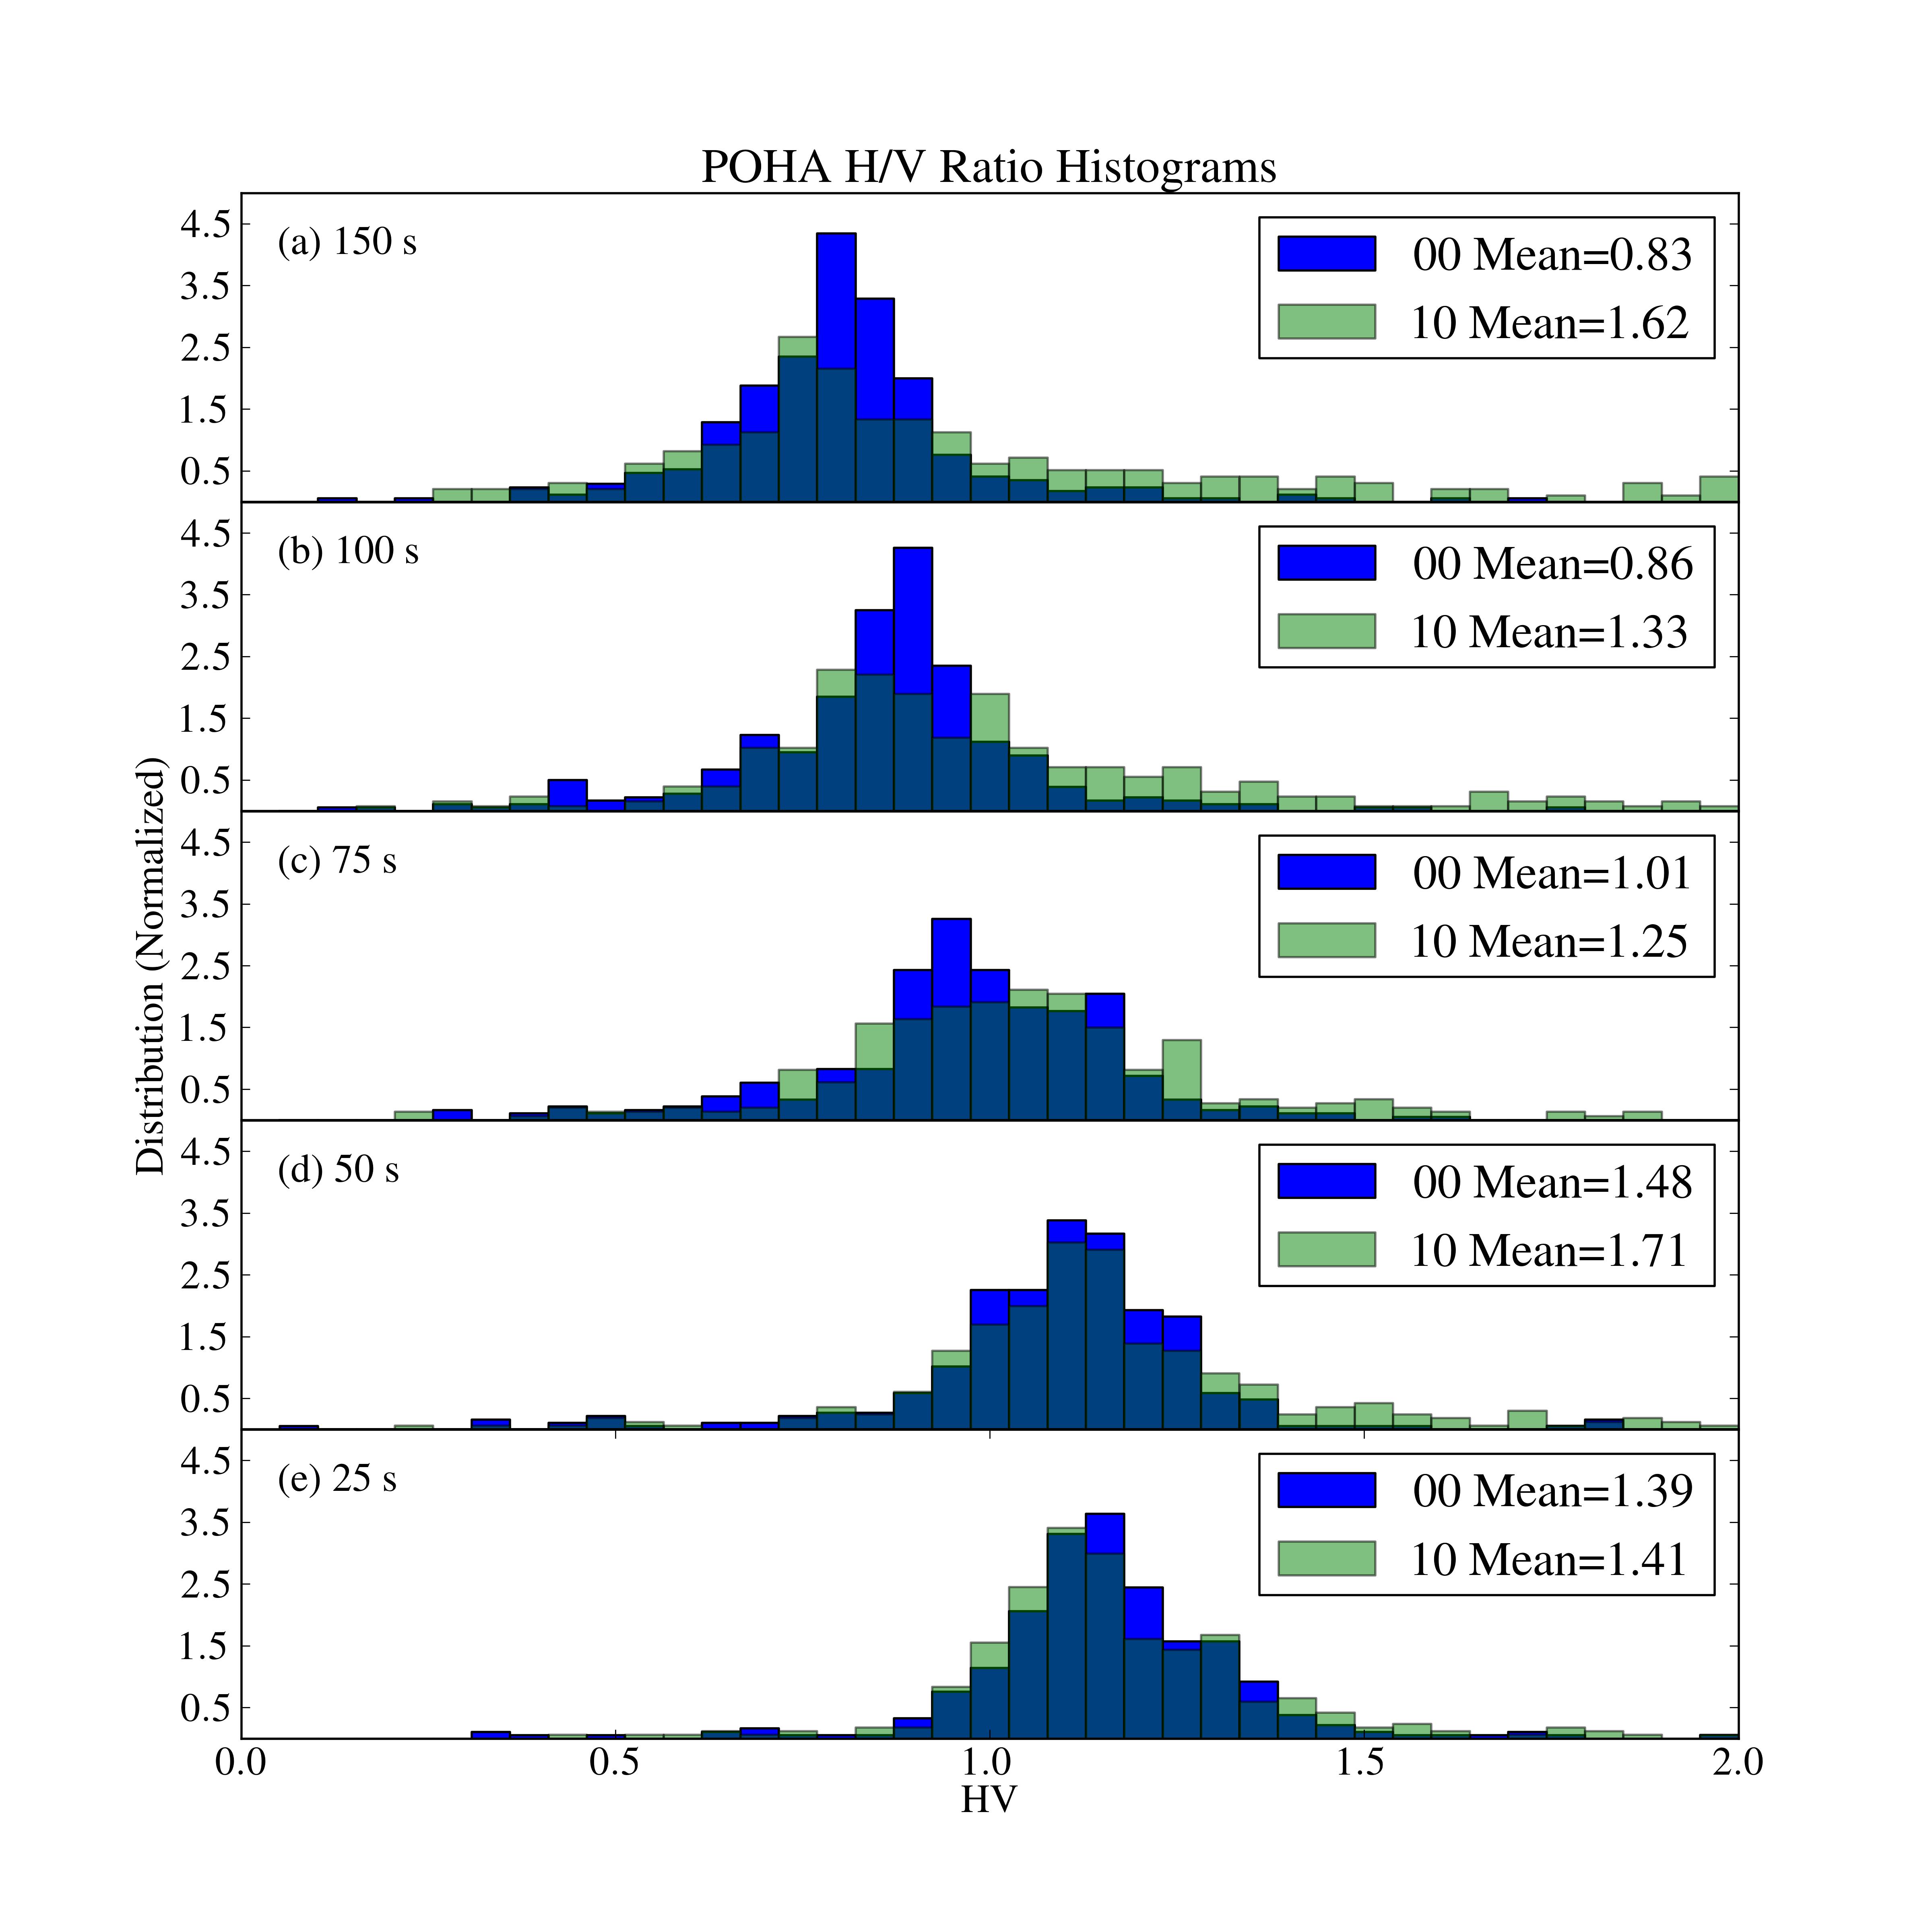 POHA H/V Ratio Histograms
Distribution (Normalized)
(a) 150 s
4.5
3.5
2.5
1.5
0.5
00 Mean=0.83
10 Mean=1.62
(b) 100 s
4.5
3.5
2.5
1.5
0.5
00 Mean=0.86
10 Mean=1.33
(c) 75 s
4.5
3.5
2.5
1.5
0.5
00 Mean=1.01
10 Mean=1.25
(d) 50 s
4.5
3.5
2.5
1.5
0.5
00 Mean=1.48
10 Mean=1.71
(e) 25 s
4.5
3.5
2.5
1.5
0.5
00 Mean=1.39
10 Mean=1.41
0.0 0.5 1.0 1.5 2.0
HV